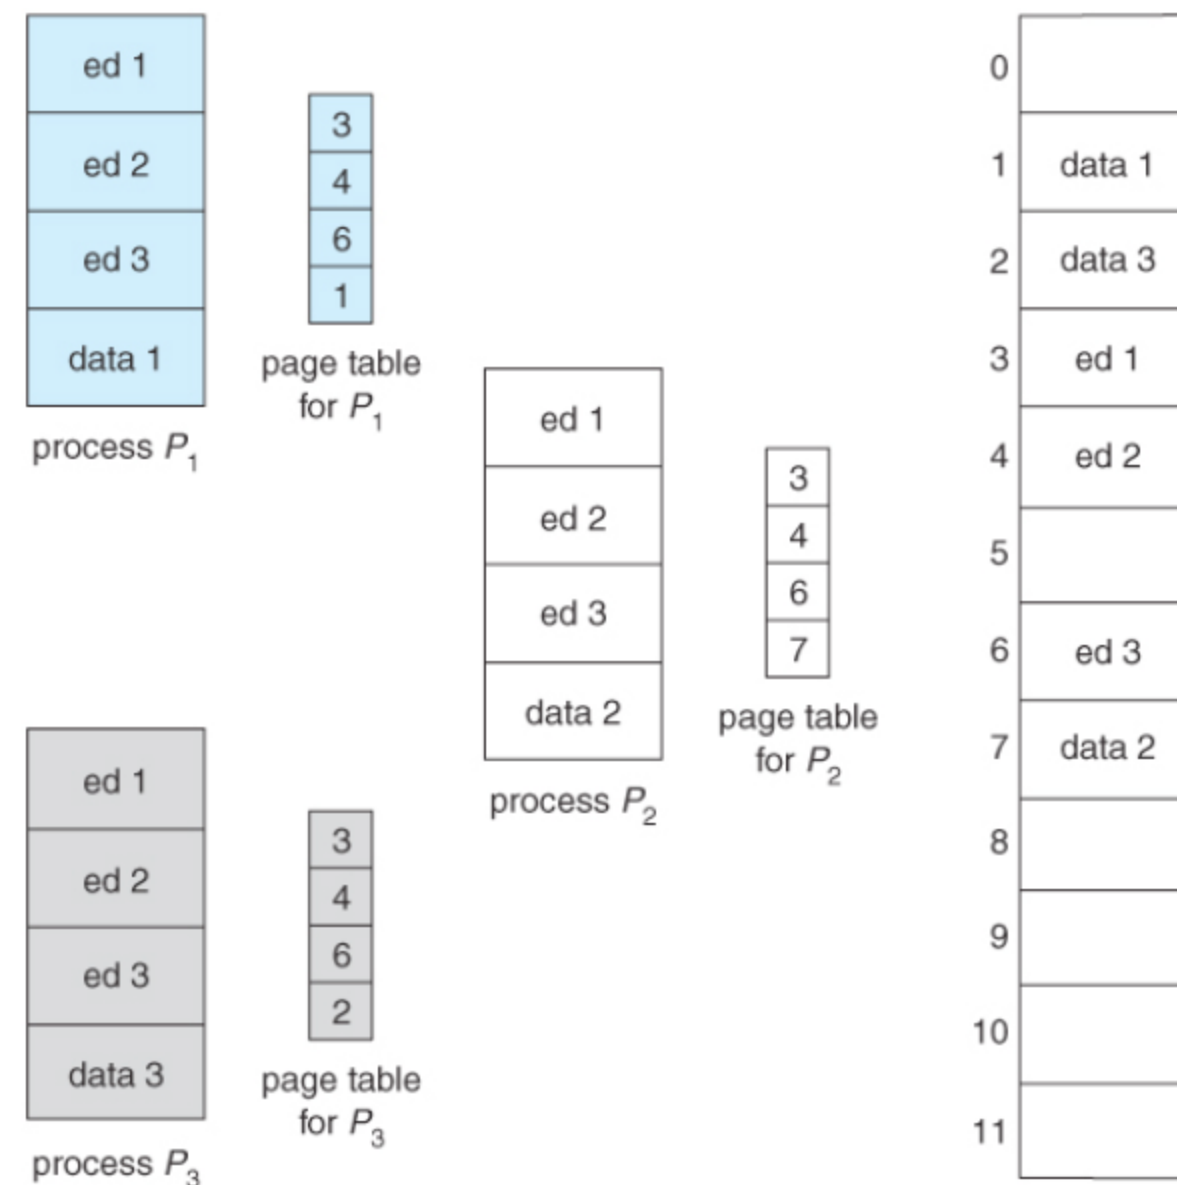 ed 1
ed 2
ed 3
data 1
process P1
3
4
6
1
page table
for P1
ed 1
ed 2
ed 3
data 2
process P2
3
4
6
7
page table
for P2
ed 1
ed 2
ed 3
data 3
process P3
3
4
6
2
page table
for P3
0
1 data 1
2 data 3
3 ed 1
4 ed 2
5
6 ed 3
7 data 2
8
9
10
11